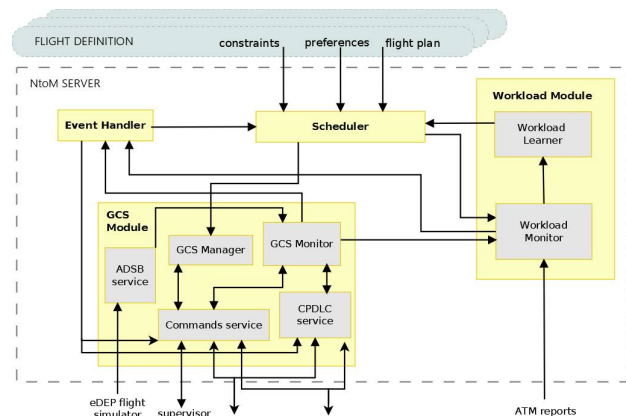 FLIGHT DEFINITION
constraints
preferences
flight plan
NtoM SERVER
Workload Module
Event Handler
Scheduler
Workload
Learner
GCS
Module
GCS Manager
GCS Monitor
Workload
Monitor
ADSB
service
Commands service
CPDLC
service
eDEP flight
simulator
supervisor
ATM reports